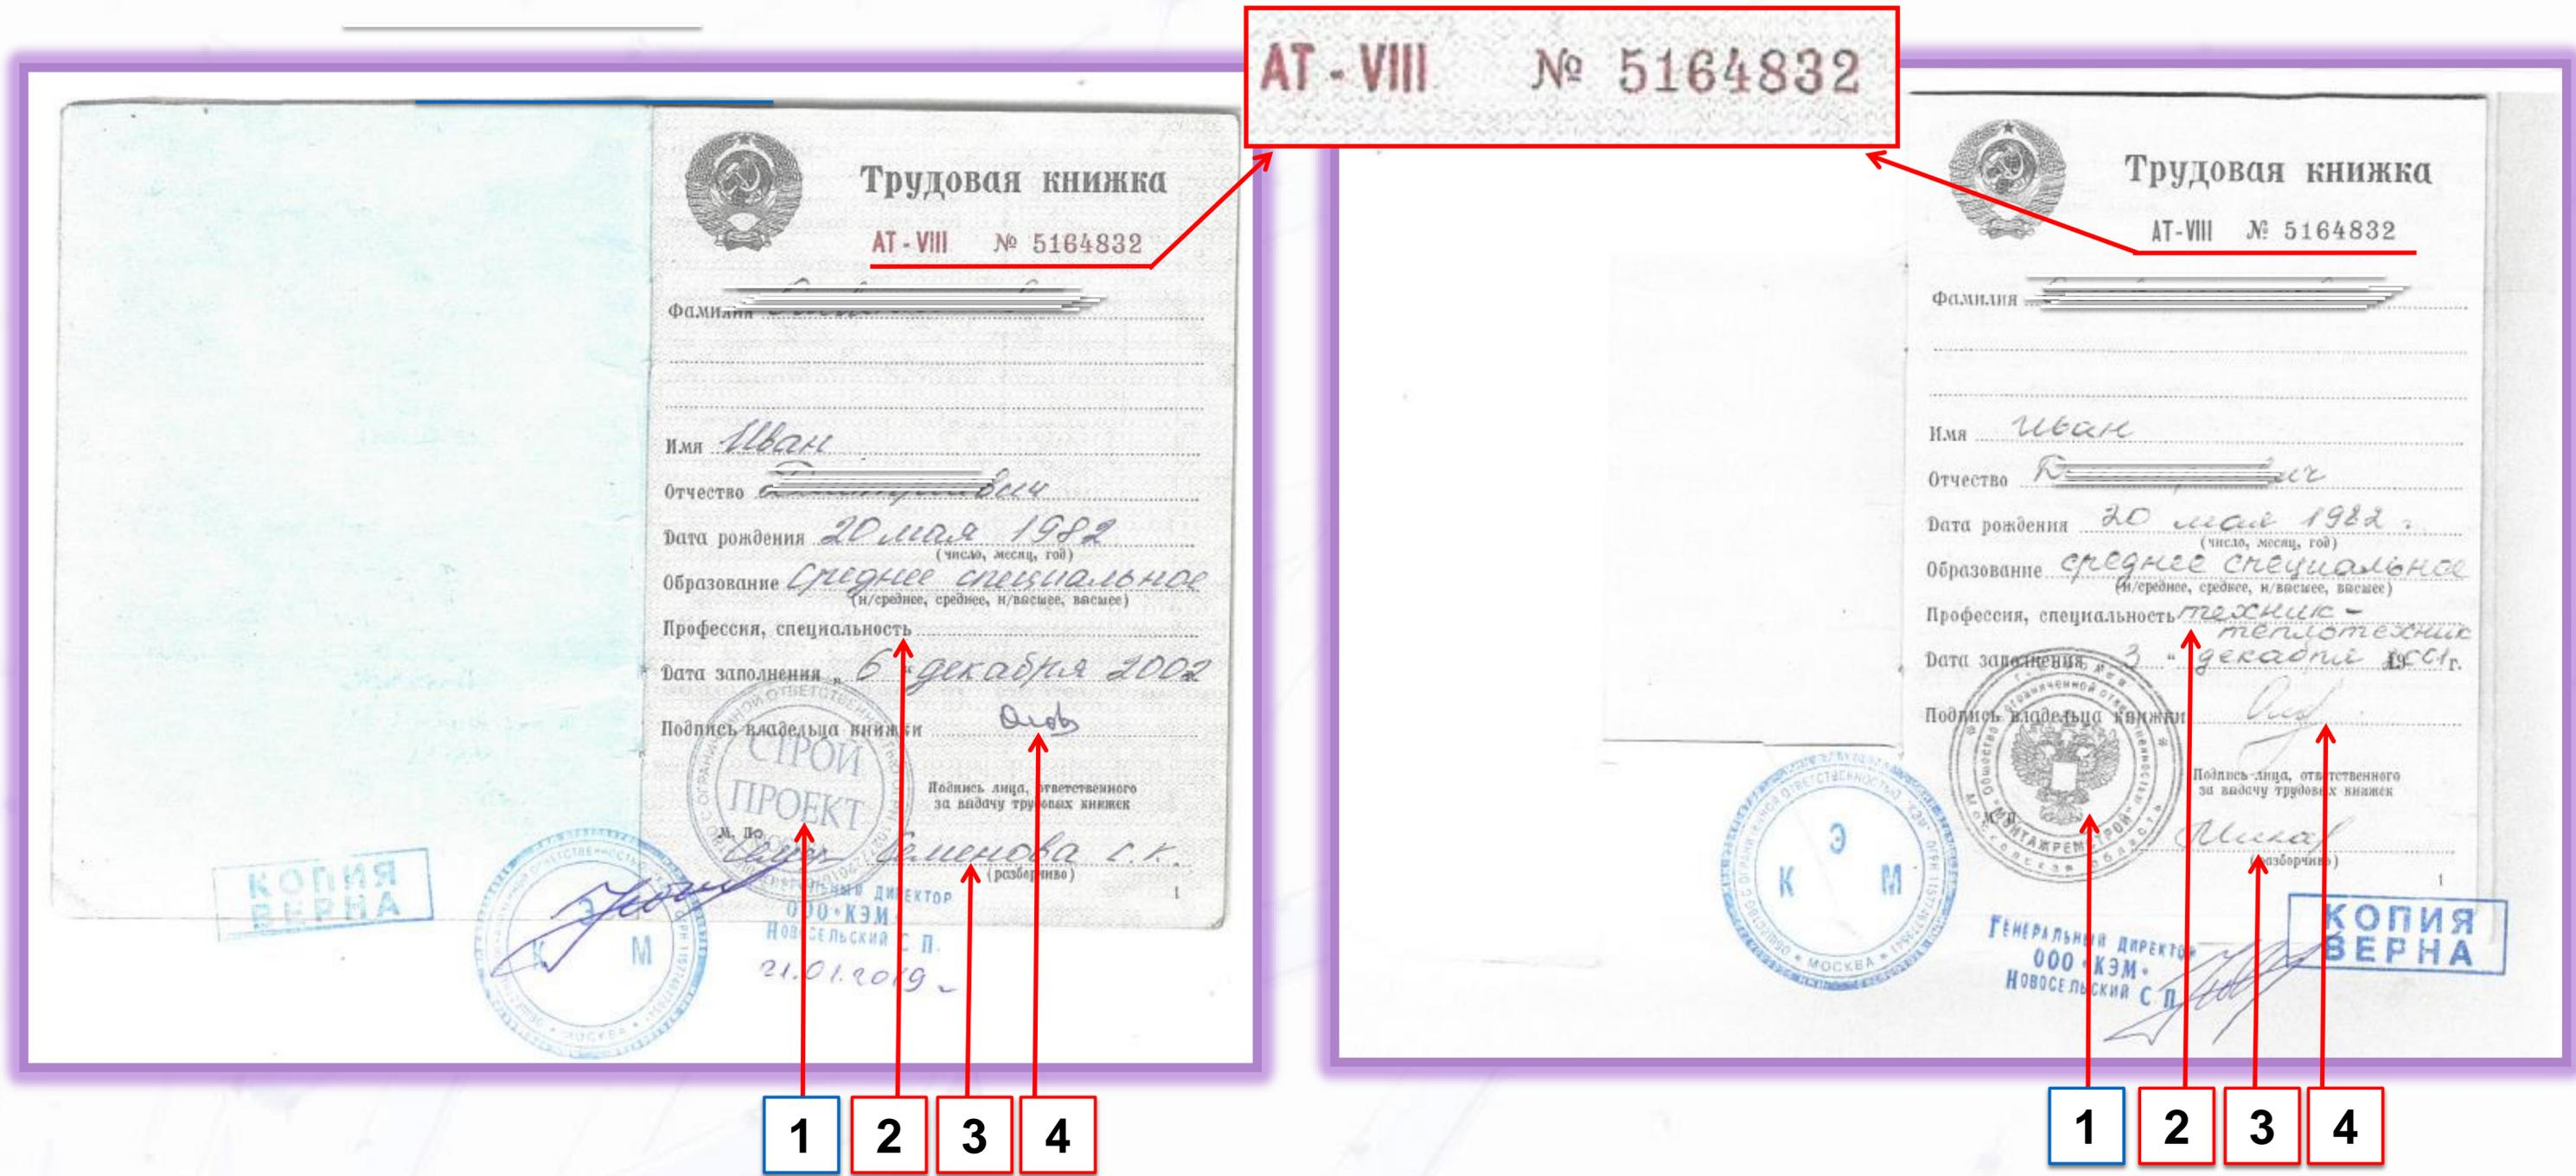 АТ - VIII № 5164832
Трудовая книжка
АТ - VIII № 5164832
Фамилия
Имя Иван
Отчество
Дата рождения 20 мая 1982
(число, месяц, год)
Образование Среднее специальное
(н/среднее, среднее, н/высшее, высшее)
Профессия, специальность
Дата заполнения „ 6 " декабря 2002
Подпись владельца книжки
СТРОЙ
ПРОЕКТ
Подпись лица, ответственного
за выдачу трудовых книжек
М. П.
Семенова С.К.
(разборчиво)
1
КОПИЯ
ВЕРНА
К Э М
МОСКВА
ДИРЕКТОР
ООО «КЭМ»
НОВОСЕЛЬСКИЙ С П.
21.01.2019 г
1 2 3 4
Трудовая книжка
АТ-VIII № 5164832
Фамилия
Имя Иван
Отчество
Дата рождения 20 мая 1982 г.
(число, месяц, год)
Образование среднее специальное
(н/среднее, среднее, н/высшее, высшее)
Профессия, специальность техник -
теплотехник
Дата заполнения 3 " декабря
Подпись владельца книжки
Подпись лица, ответственного
за выдачу трудовых книжек
М.П.
"МОНТАЖРЕМСТРОЙ"
Московская область
(разборчиво)
1
К Э М
МОСКВА
ГЕНЕРАЛЬНЫЙ ДИРЕКТОР
ООО «КЭМ»
НОВОСЕЛЬСКИЙ С П
КОПИЯ
ВЕРНА
1 2 3 4